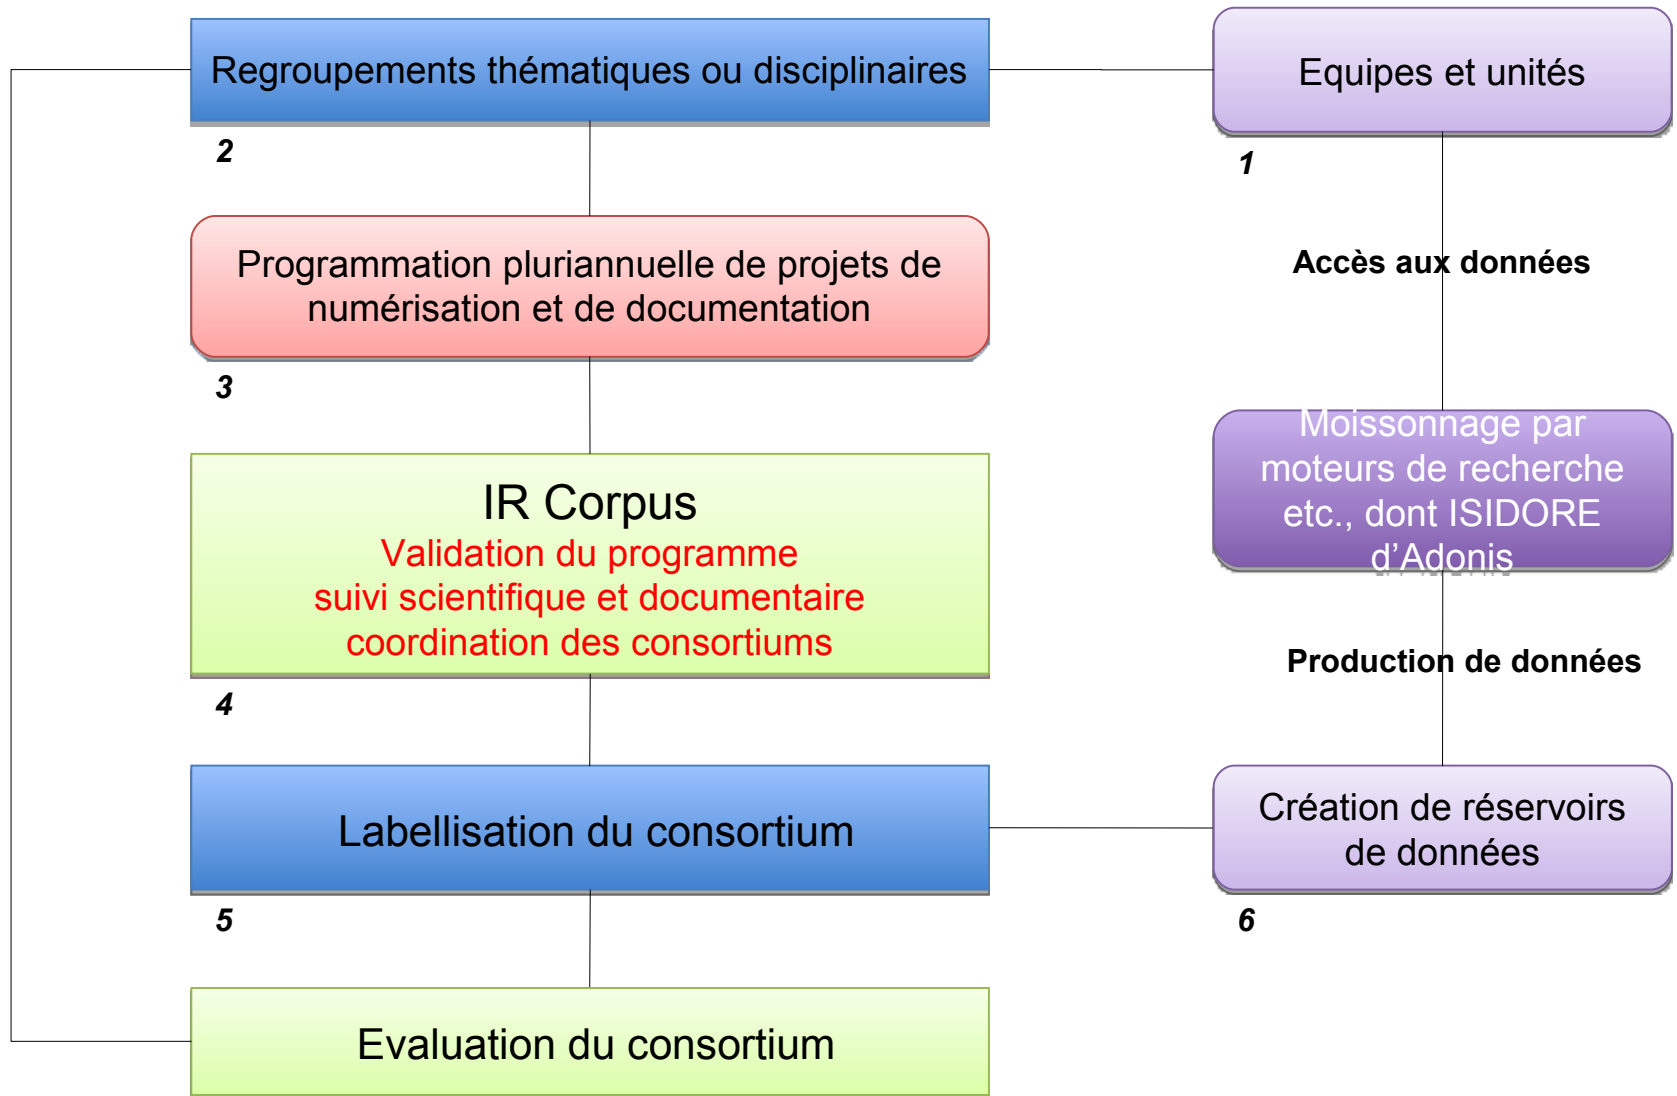 Regroupements thématiques ou disciplinaires
2
Equipes et unités
1
Programmation pluriannuelle de projets de
numérisation et de documentation
3
Accès aux données
IR Corpus
Validation du programme
suivi scientifique et documentaire
coordination des consortiums
4
Moissonnage par
moteurs de recherche
etc., dont ISIDORE
d’Adonis
Production de données
Labellisation du consortium
5
Création de réservoirs
de données
6
Evaluation du consortium